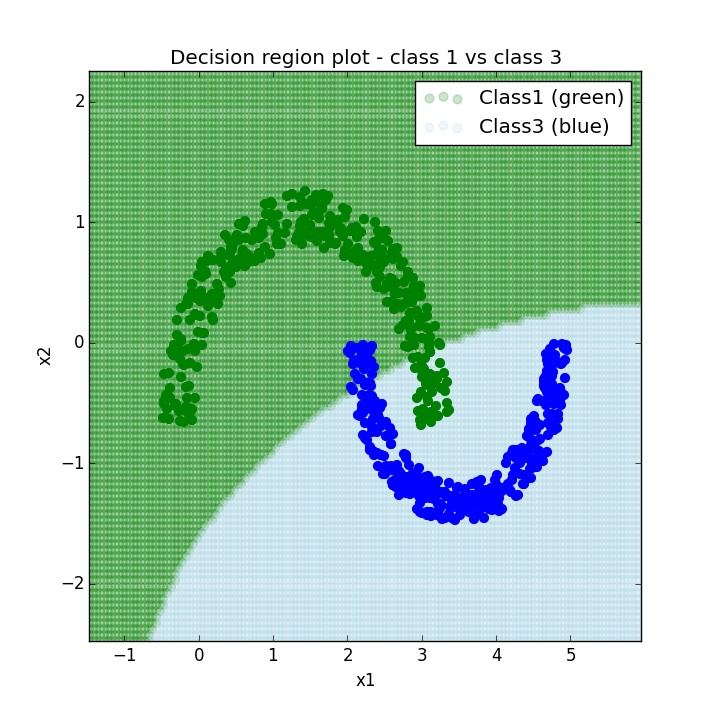 Decision region plot - class 1 vs class 3
Class1 (green)
Class3 (blue)
x2
2
1
0
−1
−2
−1 0 1 2 3 4 5
x1